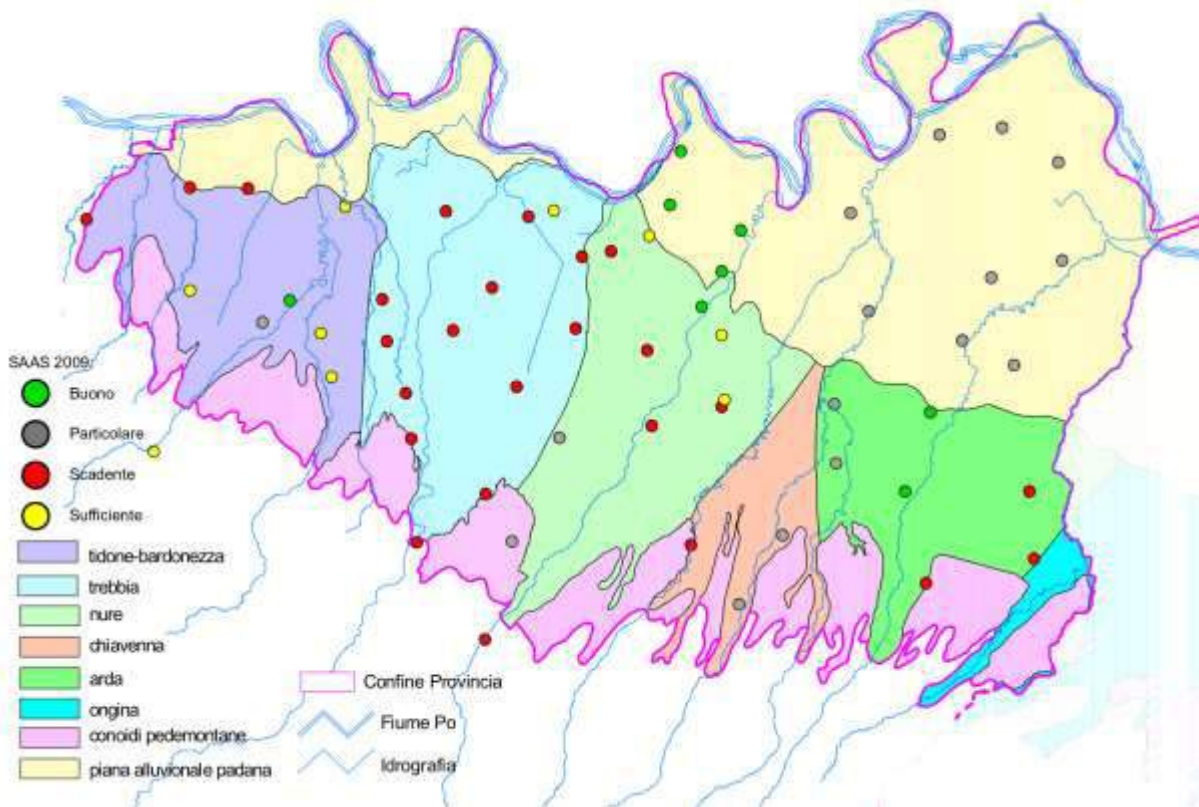 SAAS 2009:
Buono
Particolare
Scadente
Sufficiente
tidone-bardonezza
trebbia
nure
chiavenna
arda
ongina
conoidi pedemontane
piana alluvionale padana
Confine Provincia
Fiume Po
Idrografia